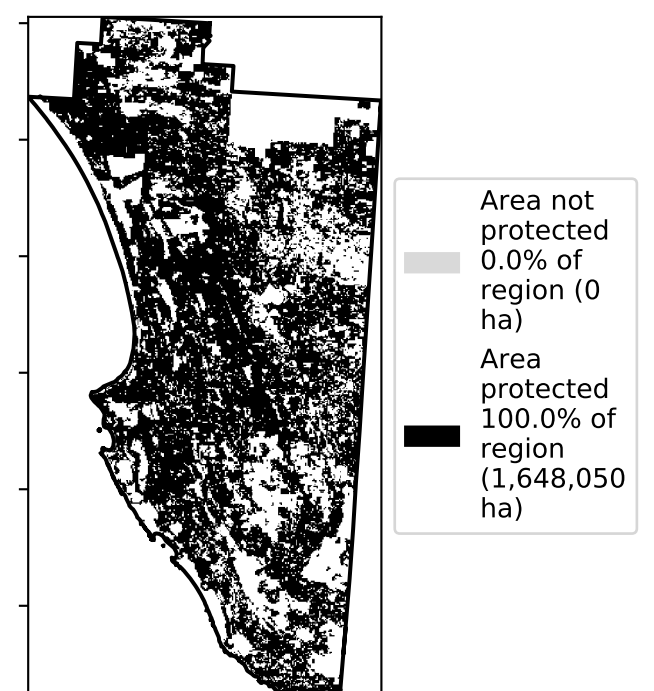 Area not
protected
0.0% of
region (0
ha)
Area
protected
100.0% of
region
(1,648,050
ha)